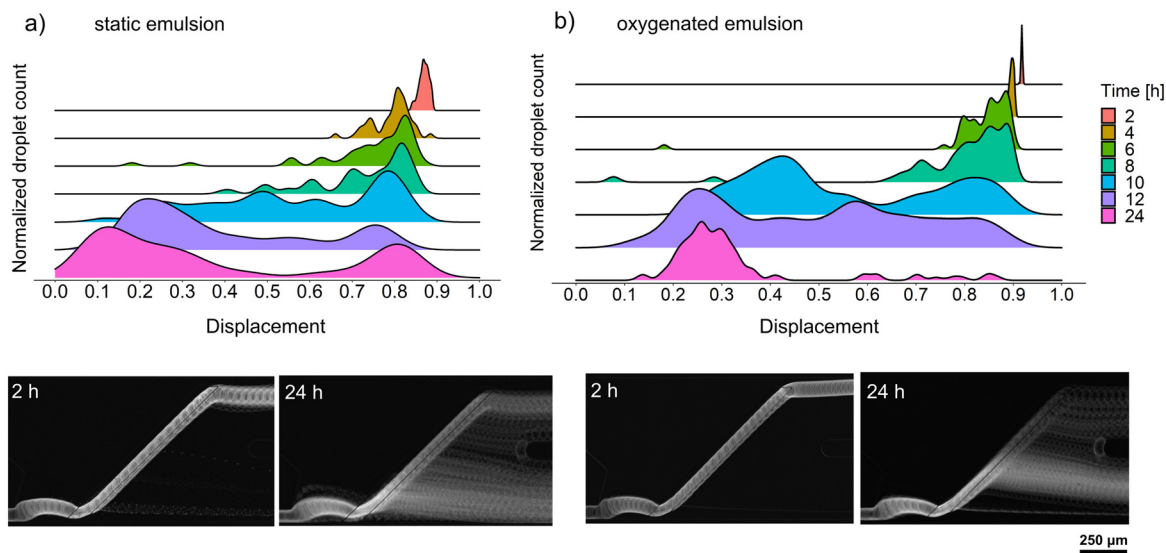 a) static emulsion
Normalized droplet count
0.0 0.1 0.2 0.3 0.4 0.5 0.6 0.7 0.8 0.9 1.0
Displacement
b) oxygenated emulsion
Normalized droplet count
0.0 0.1 0.2 0.3 0.4 0.5 0.6 0.7 0.8 0.9 1.0
Displacement
Time [h]
2
4
6
8
10
12
24
2 h
24 h
2 h
24 h
250 µm